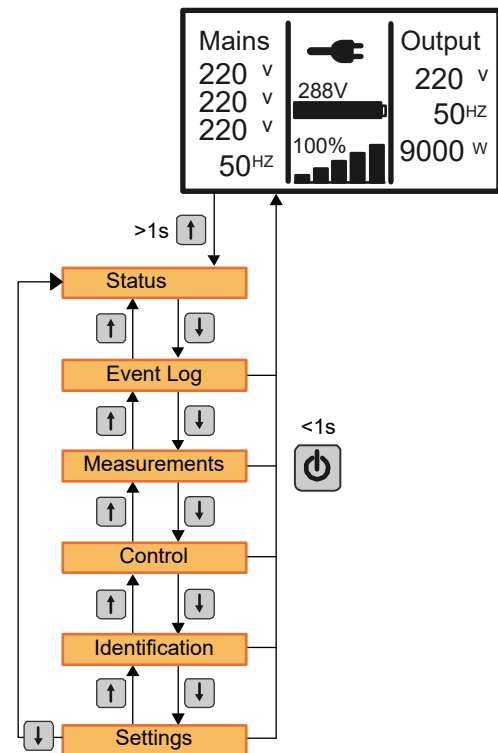 Mains
220 V
220 V
220 V
50HZ
288V
100%
Output
220 V
50HZ
9000 W
>1s
Status
Event Log
<1s
Measurements
Control
Identification
Settings